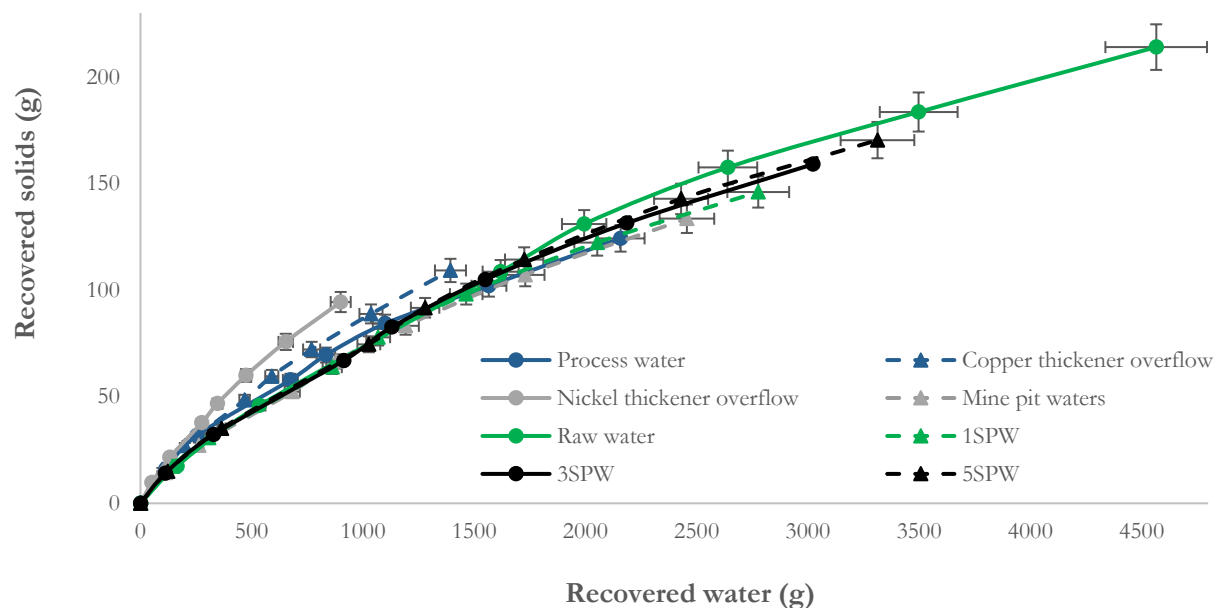 Recovered solids (g)
200
150
100
50
0
Process water
Copper thickener overflow
Nickel thickener overflow
Mine pit waters
Raw water
1SPW
3SPW
5SPW
0 500 1000 1500 2000 2500 3000 3500 4000 4500
Recovered water (g)